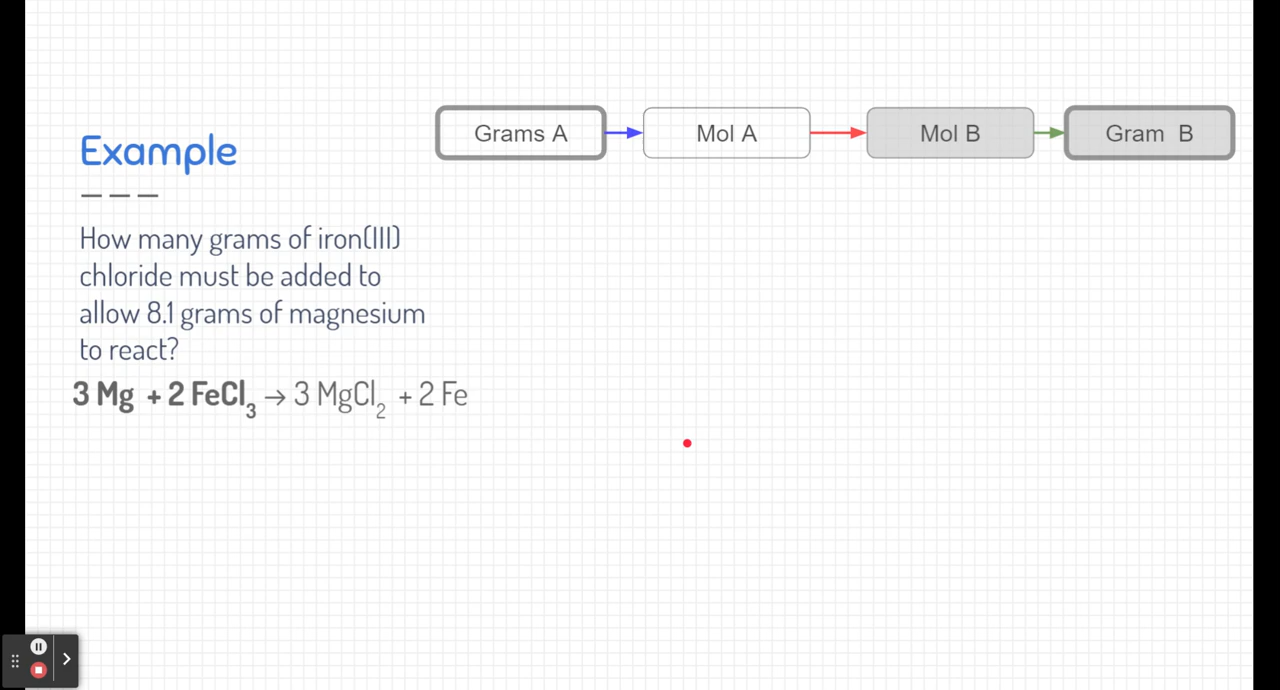 Grams A Mol A Mol B Gram B
Example
How many grams of iron(III)
chloride must be added to
allow 8.1 grams of magnesium
to react?
3 Mg + 2 FeCl₃ → 3 MgCl₂ + 2 Fe